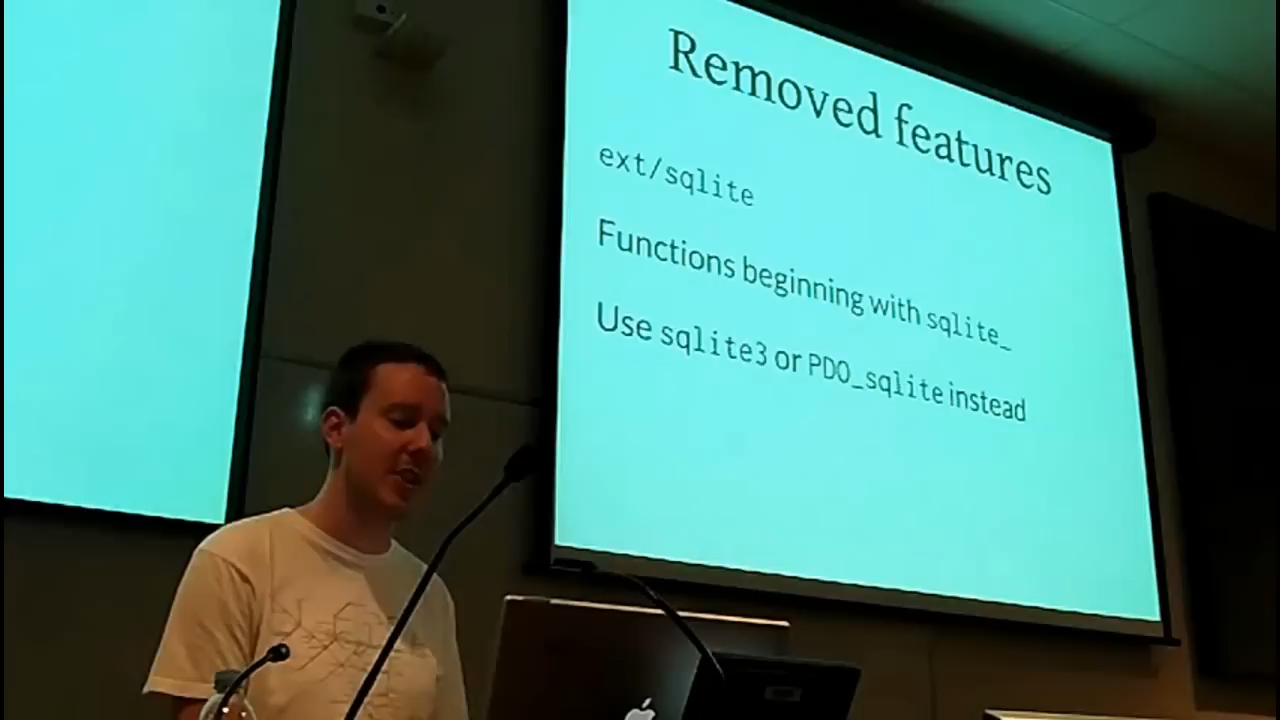 Removed features
ext/sqlite
Functions beginning with sqlite_
Use sqlite3 or PDO_sqlite instead